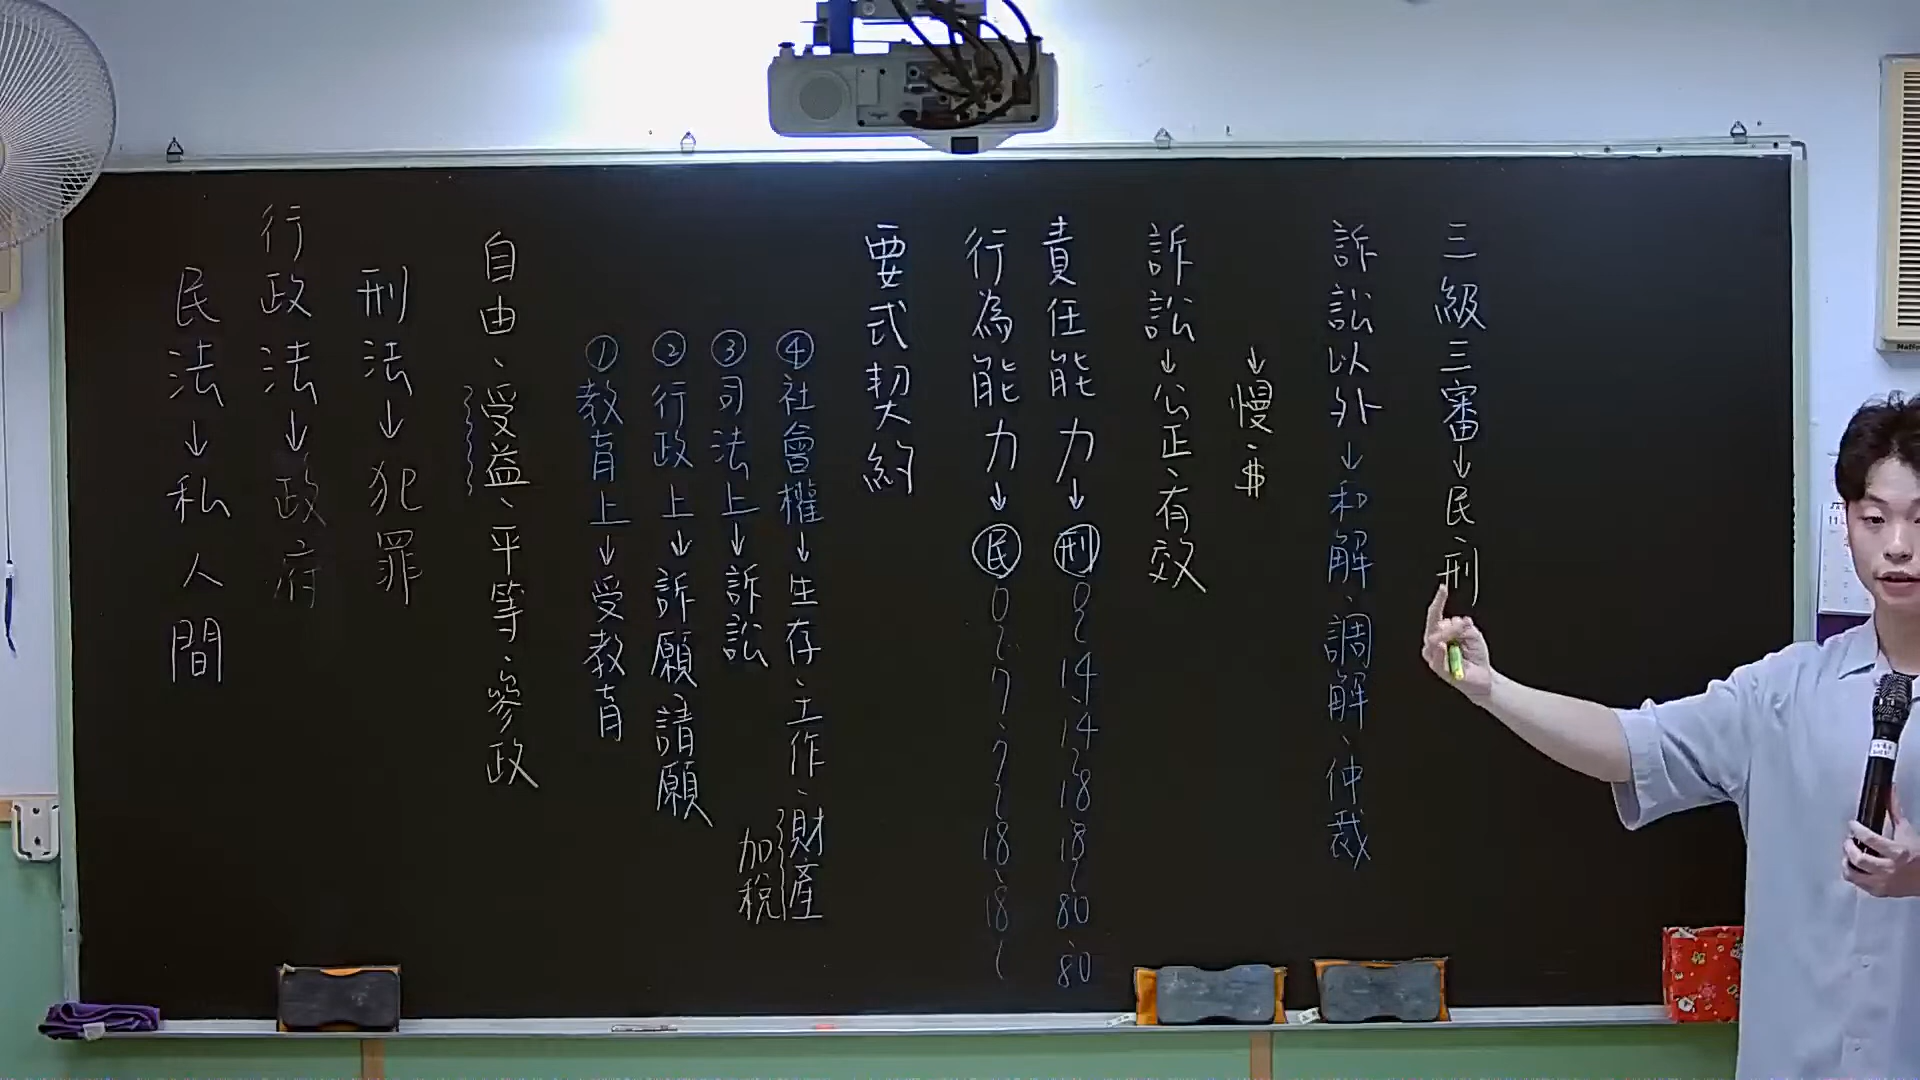 三級三審→民、刑
訴訟以外→和解、調解、仲裁
→慢、$
訴訟→公正、有效
責任能力→刑 0~14、14~18、18~80、80
行為能力→民 0~7、7~18、18~
要式契約
④社會權→生存、工作、財產
加稅
③司法上→訴訟
②行政上→訴願、請願
①教育上→受教育
自由、受益、平等、參政
刑法→犯罪
行政法→政府
民法→私人間